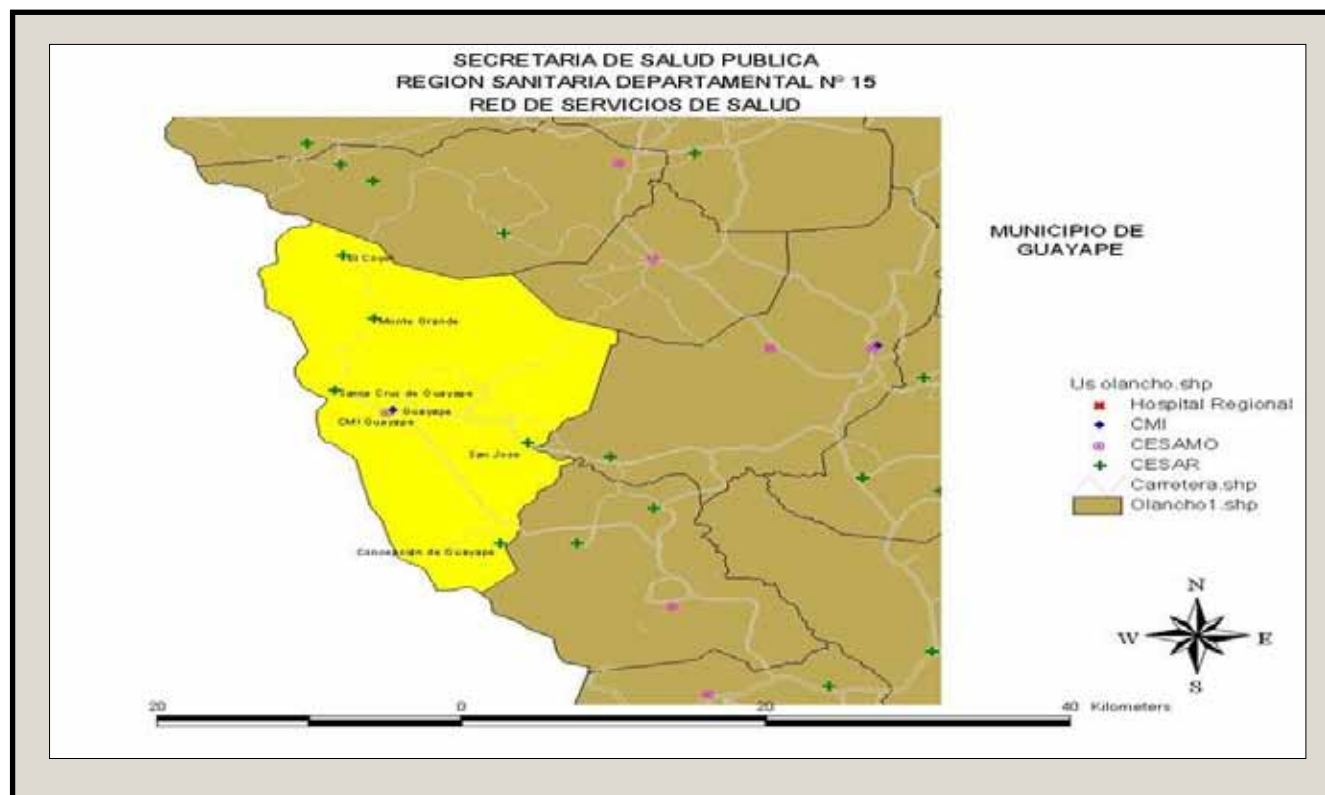 SECRETARIA DE SALUD PUBLICA
REGION SANITARIA DEPARTAMENTAL Nº 15
RED DE SERVICIOS DE SALUD
MUNICIPIO DE
GUAYAPE
El
Monte Grande
Santa Cruz de Guayape
Guayape
CMI Guayape
San Jose
Concepción de Guayape
Us olancho.shp
Hospital Regional
CMI
CESAMO
CESAR
Carretera.shp
Olancho1.shp
N
W E
S
20 0 20 40 Kilometers